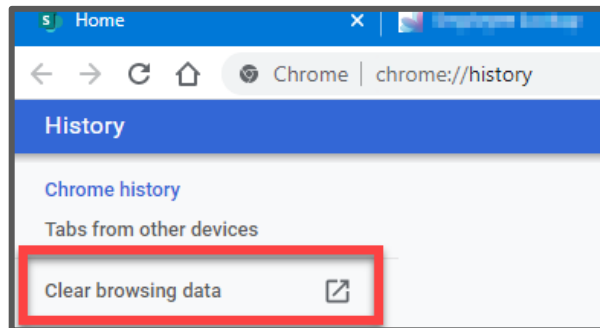 Home
Chrome | chrome://history
History
Chrome history
Tabs from other devices
Clear browsing data